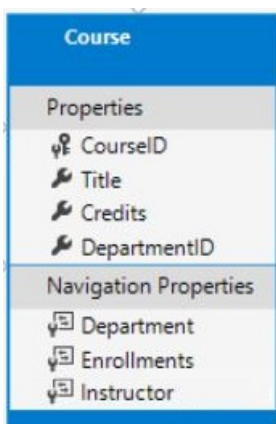 Course
Properties
CourseID
Title
Credits
DepartmentID
Navigation Properties
Department
Enrollments
Instructor